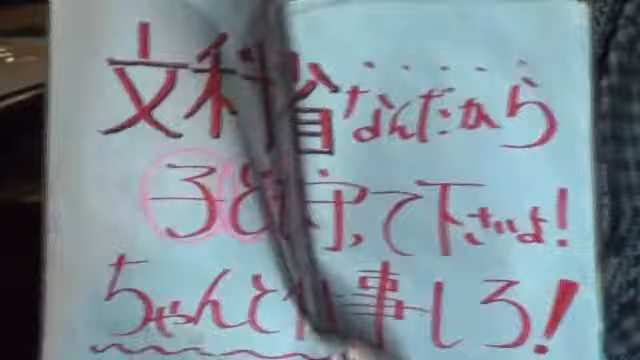 文科省なんだから
子ども守って下さいよ!
ちゃんと仕事しろ!